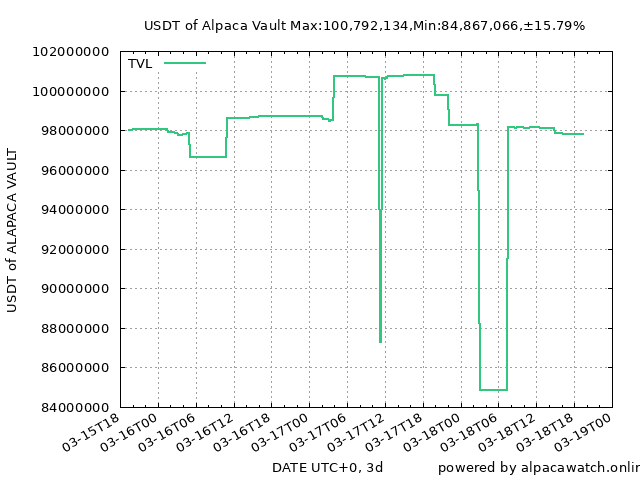 USDT of Alpaca Vault Max:100,792,134,Min:84,867,066,±15.79%
TVL
102000000
100000000
98000000
96000000
94000000
92000000
90000000
88000000
86000000
84000000
USDT of ALAPACA VAULT
03-15T18
03-16T00
03-16T06
03-16T12
03-16T18
03-17T00
03-17T06
03-17T12
03-17T18
03-18T00
03-18T06
03-18T12
03-18T18
03-19T00
DATE UTC+0, 3d
powered by alpacawatch.onlin